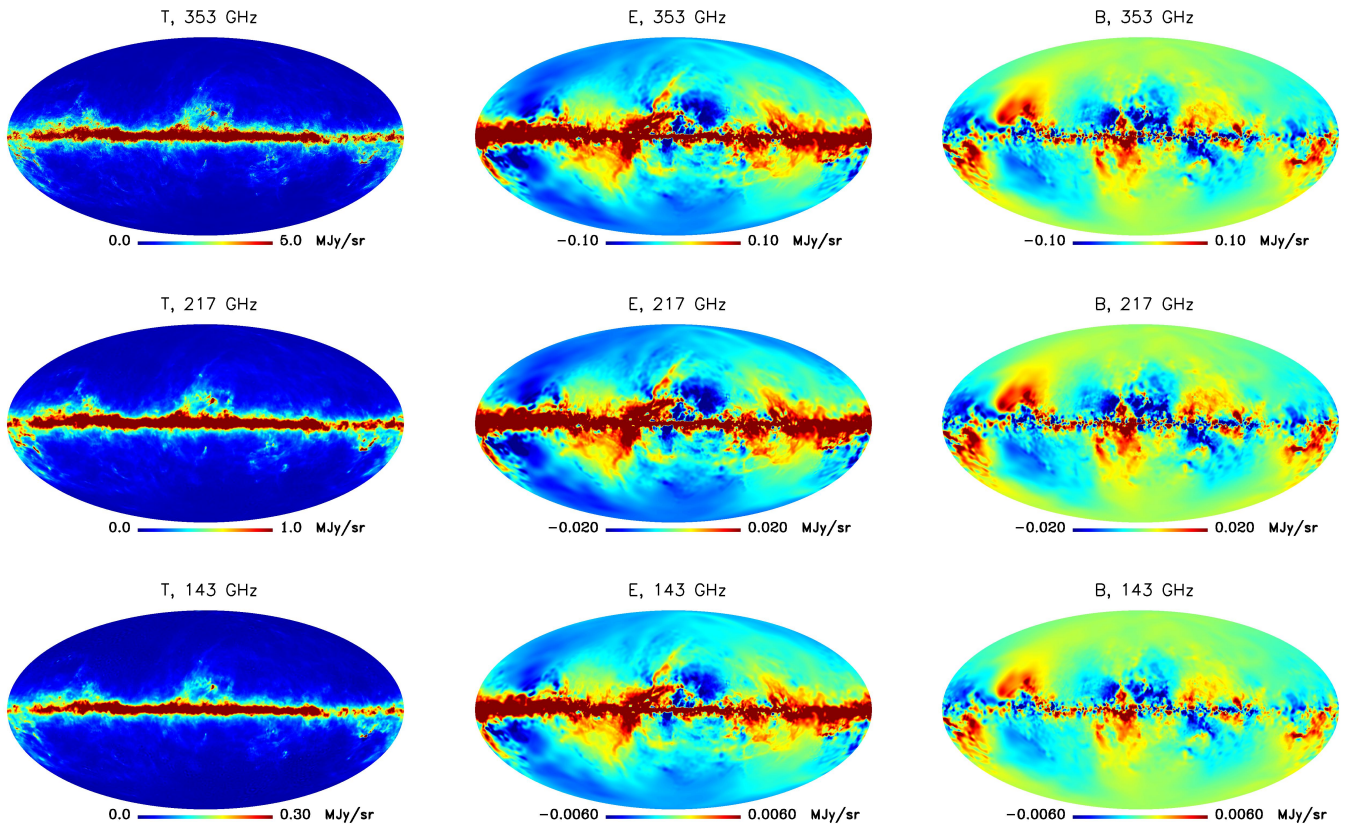 T, 353 GHz
E, 353 GHz
B, 353 GHz
0.0 5.0 MJy/sr
−0.10 0.10 MJy/sr
−0.10 0.10 MJy/sr
T, 217 GHz
E, 217 GHz
B, 217 GHz
0.0 1.0 MJy/sr
−0.020 0.020 MJy/sr
−0.020 0.020 MJy/sr
T, 143 GHz
E, 143 GHz
B, 143 GHz
0.0 0.30 MJy/sr
−0.0060 0.0060 MJy/sr
−0.0060 0.0060 MJy/sr